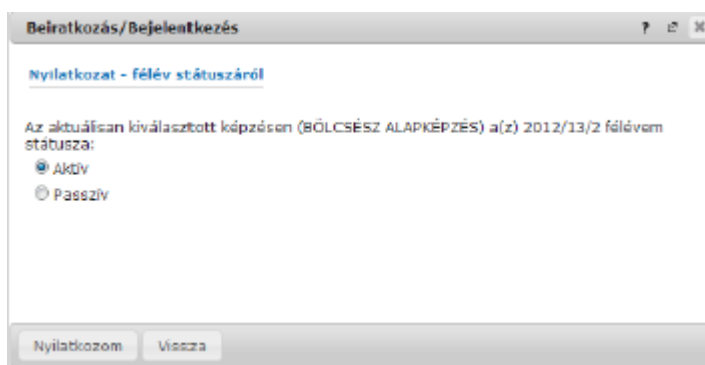 Beiratkozás/Bejelentkezés ?
Nyilatkozat - félév státuszáról
Az aktuálisan kiválasztott képzésen (BÖLCSÉSZ ALAPKÉPZÉS) a(z) 2012/13/2 félévem
státusza:
Aktív
Passzív
Nyilatkozom Vissza